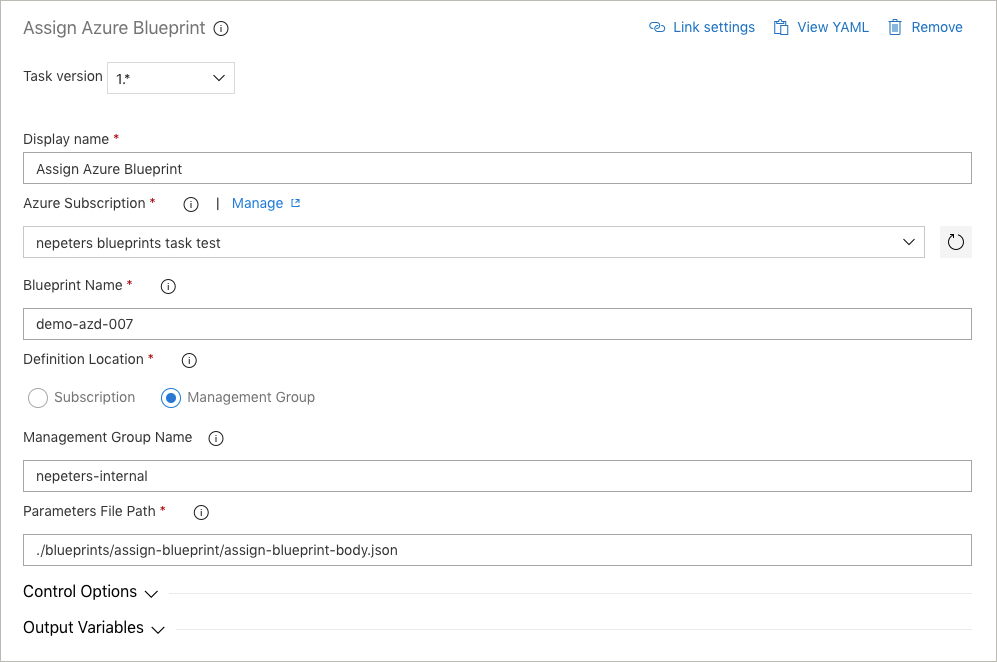 Assign Azure Blueprint
Link settings View YAML Remove
Task version 1.*
Display name *
Assign Azure Blueprint
Azure Subscription * | Manage
nepeters blueprints task test
Blueprint Name *
demo-azd-007
Definition Location *
Subscription Management Group
Management Group Name
nepeters-internal
Parameters File Path *
./blueprints/assign-blueprint/assign-blueprint-body.json
Control Options
Output Variables